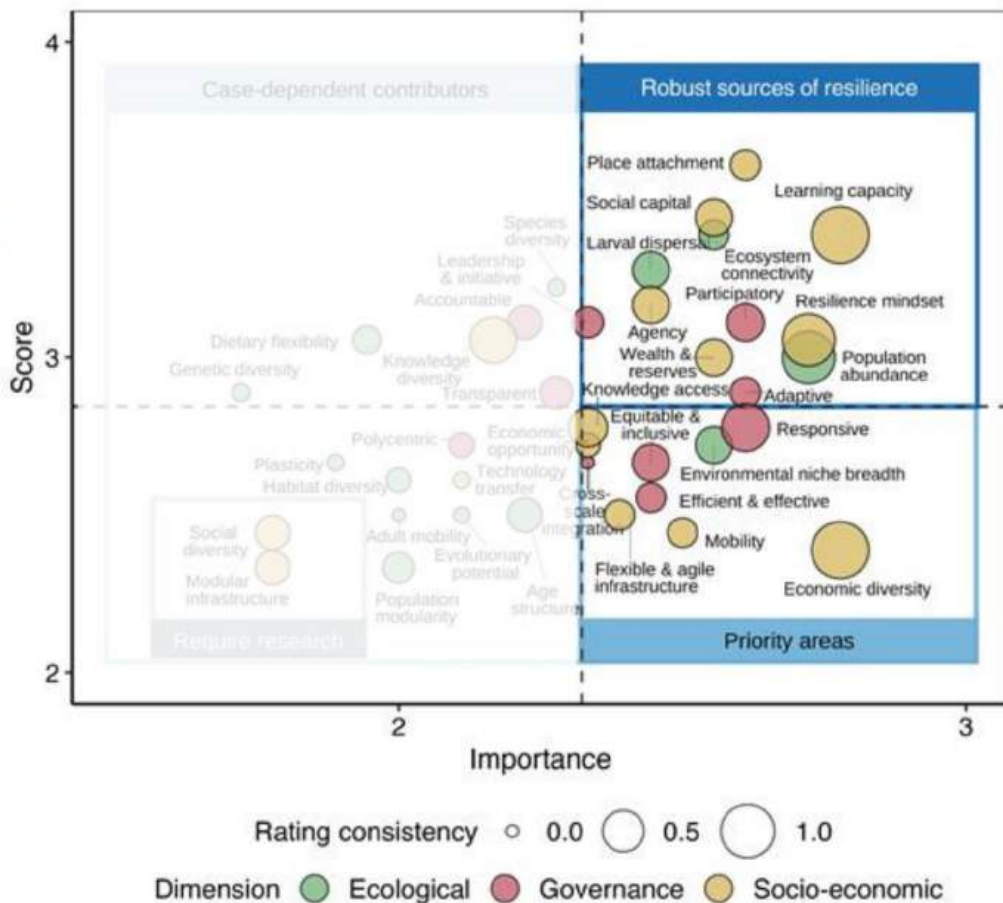 4
Case-dependent contributors
Robust sources of resilience
Place attachment
Learning capacity
Social capital
Species
diversity
Larval dispersal
Ecosystem
connectivity
Leadership
& initiative
Participatory
Resilience mindset
Accountable
Agency
Dietary flexibility
Score
3
Knowledge
diversity
Wealth &
reserves
Population
abundance
Genetic diversity
Transparent
Knowledge access
Adaptive
Equitable &
inclusive
Responsive
Polycentric
Economic
opportunity
Plasticity
Technology
transfer
Environmental niche breadth
Habitat diversity
Cross-
scale
integration
Efficient & effective
Social
diversity
Adult mobility
Mobility
Evolutionary
potential
Flexible & agile
infrastructure
Modular
infrastructure
Age
structure
Economic diversity
Population
modularity
Require research
Priority areas
2
2
3
Importance
Rating consistency 0.0 0.5 1.0
Dimension Ecological Governance Socio-economic